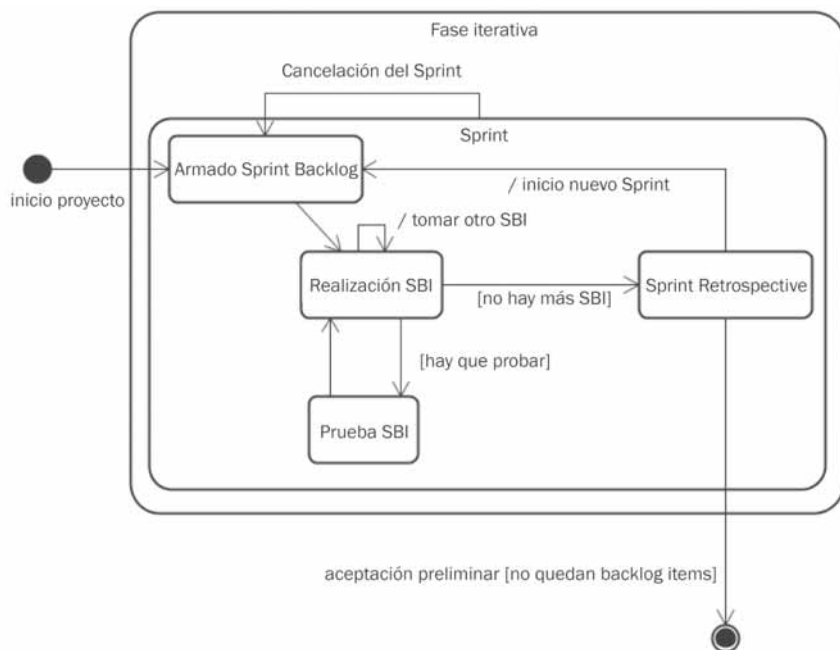 Fase iterativa
Cancelación del Sprint
Sprint
Armado Sprint Backlog
inicio proyecto
/ inicio nuevo Sprint
/ tomar otro SBI
Realización SBI
[no hay más SBI]
Sprint Retrospective
[hay que probar]
Prueba SBI
aceptación preliminar [no quedan backlog items]